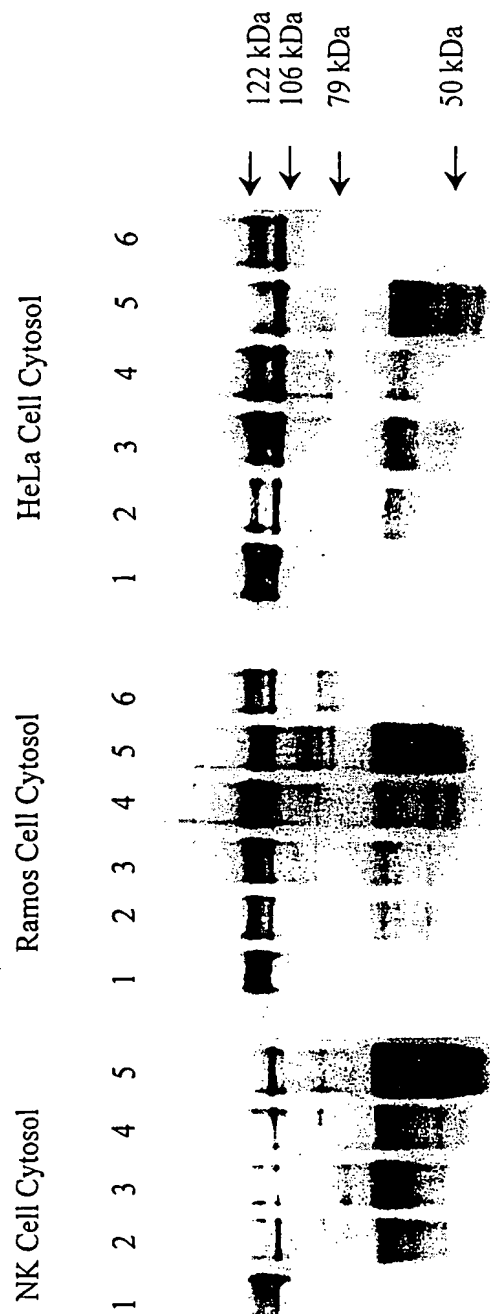 NK Cell Cytosol
1 2 3 4 5
Ramos Cell Cytosol
1 2 3 4 5 6
HeLa Cell Cytosol
1 2 3 4 5 6
122 kDa
106 kDa
79 kDa
50 kDa